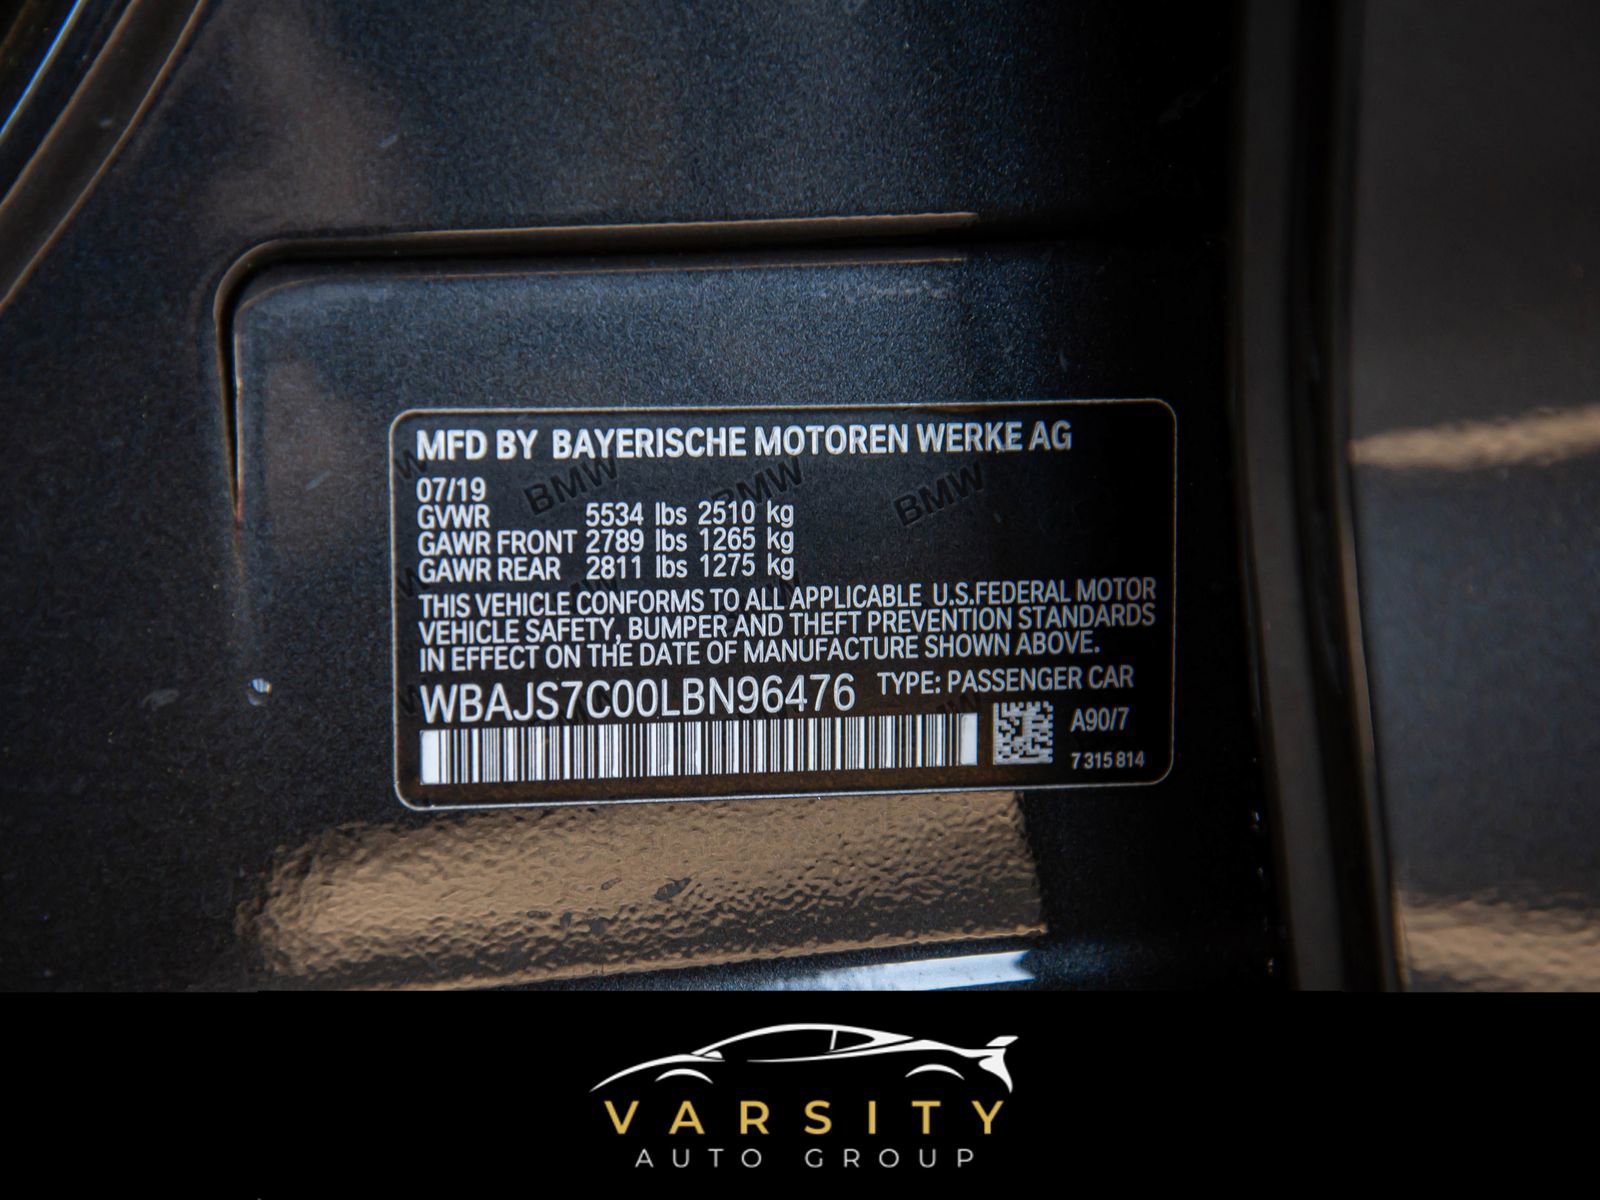 MFD BY BAYERISCHE MOTOREN WERKE AG
07/19
GVWR 5534 lbs 2510 kg
GAWR FRONT 2789 lbs 1265 kg
GAWR REAR 2811 lbs 1275 kg
THIS VEHICLE CONFORMS TO ALL APPLICABLE U.S.FEDERAL MOTOR
VEHICLE SAFETY, BUMPER AND THEFT PREVENTION STANDARDS
IN EFFECT ON THE DATE OF MANUFACTURE SHOWN ABOVE.
WBAJS7C00LBN96476 TYPE: PASSENGER CAR
A90/7
7 315 814
BMW BMW BMW
VARSITY
AUTO GROUP